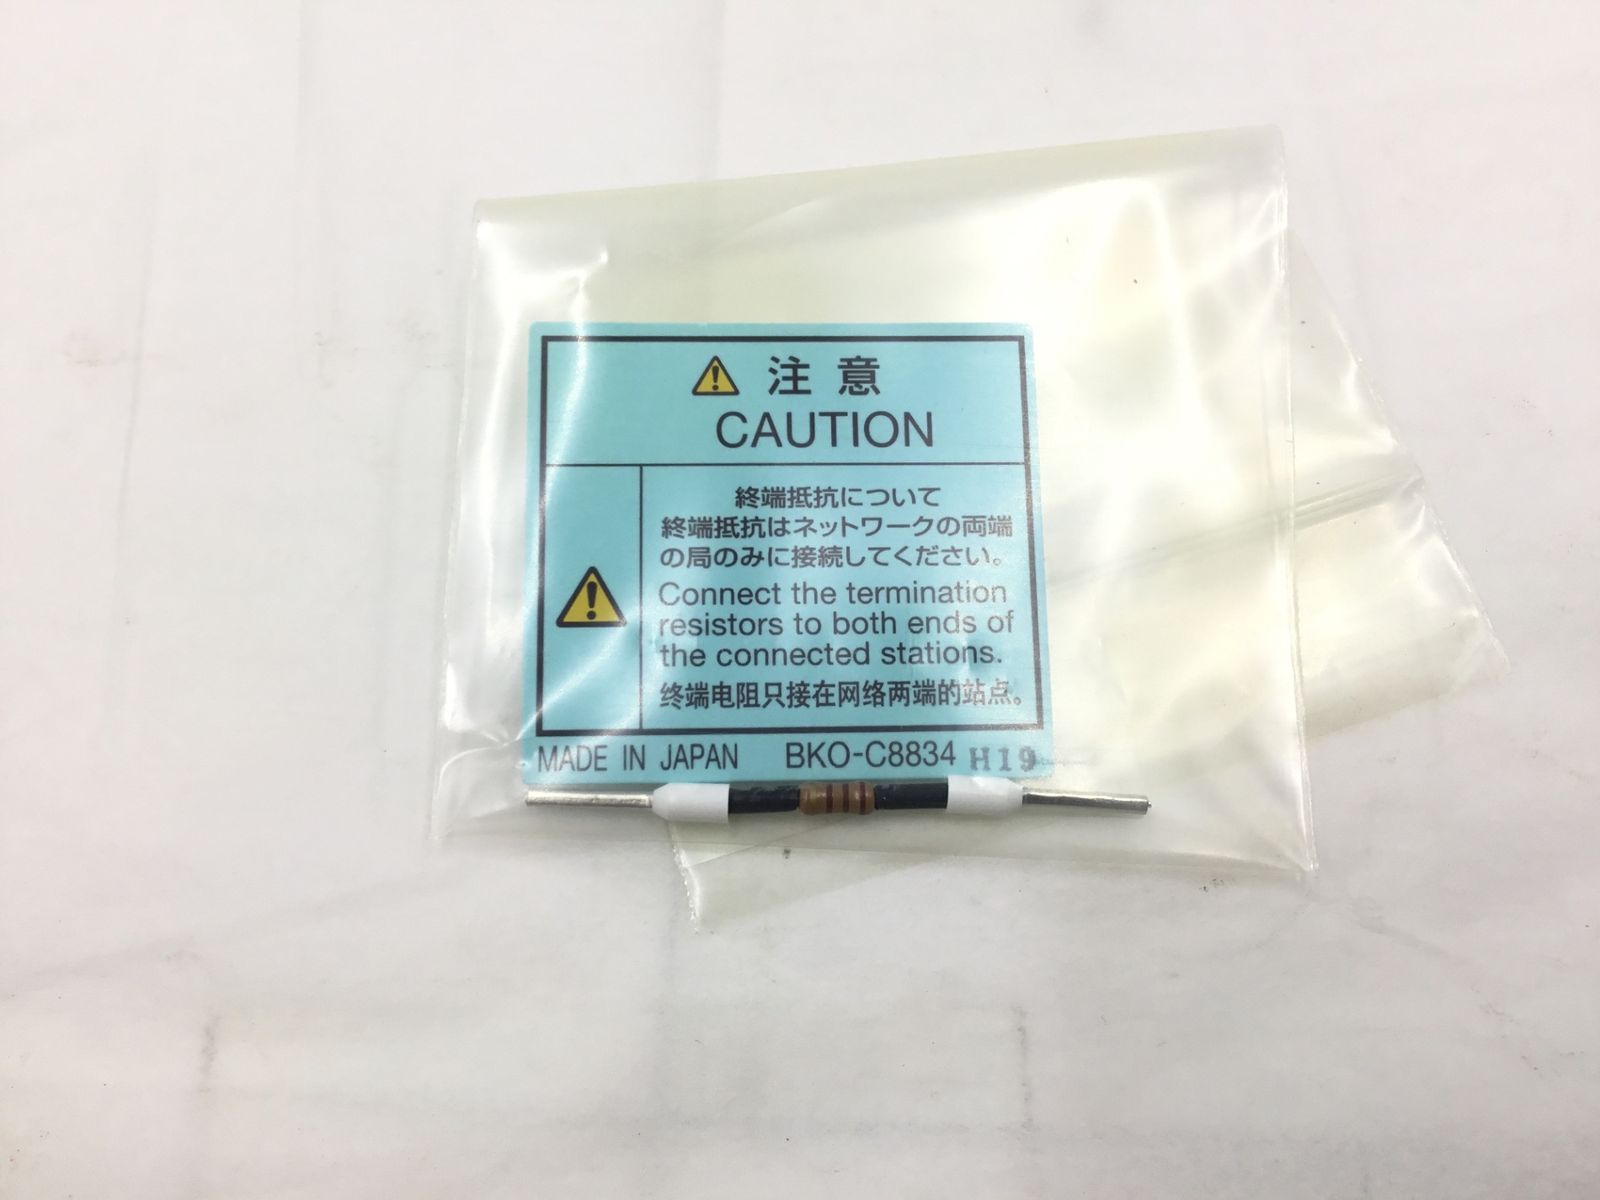 注意
CAUTION
終端抵抗について
終端抵抗はネットワークの両端
の局のみに接続してください。
Connect the termination
resistors to both ends of
the connected stations.
终端电阻只接在网络两端的站点。
MADE IN JAPAN BKO-C8834 H19